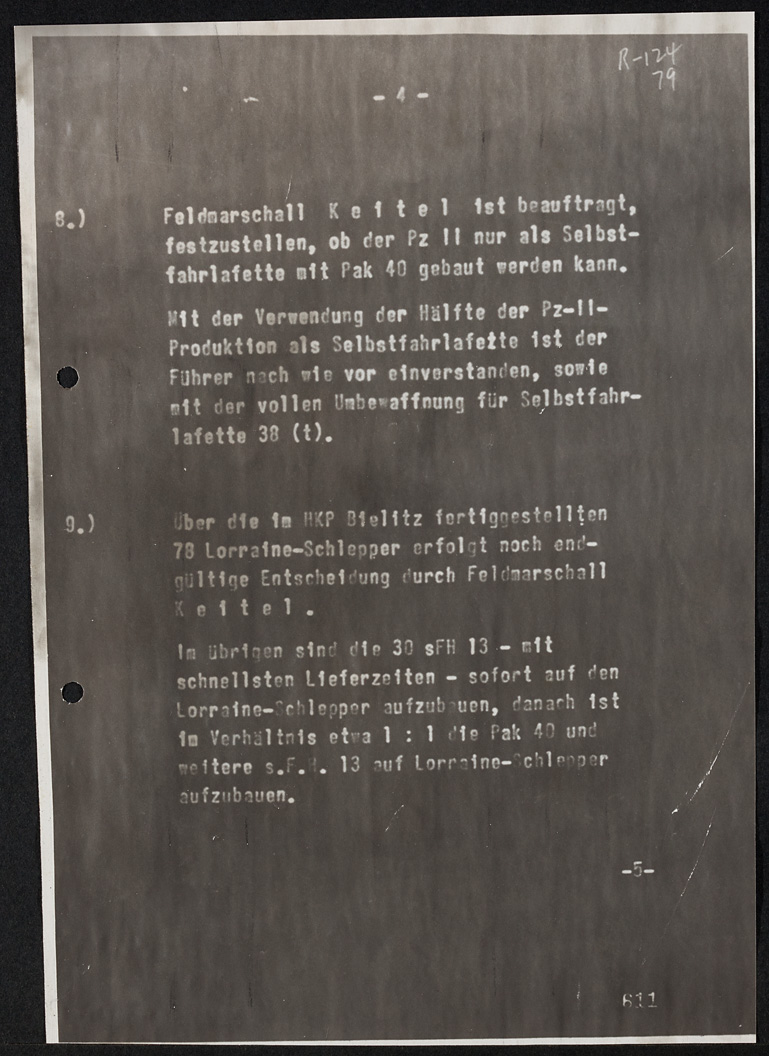 R-124
79
- 4 -
8.) Feldmarschall K e i t e l ist beauftragt,
festzustellen, ob der Pz II nur als Selbst-
fahrlafette mit Pak 40 gebaut werden kann.
Mit der Verwendung der Hälfte der Pz-II-
Produktion als Selbstfahrlafette ist der
Führer nach wie vor einverstanden, sowie
mit der vollen Umbewaffnung für Selbstfahr-
lafette 38 (t).
9.) Über die im HKP Bielitz fertiggestellten
78 Lorraine-Schlepper erfolgt noch end-
gültige Entscheidung durch Feldmarschall
K e i t e l .
Im übrigen sind die 30 sFH 13 - mit
schnellsten Lieferzeiten - sofort auf den
Lorraine-Schlepper aufzubauen, danach ist
im Verhältnis etwa 1 : 1 die Pak 40 und
weitere s.F.H. 13 auf Lorraine-Schlepper
aufzubauen.
-5-
611